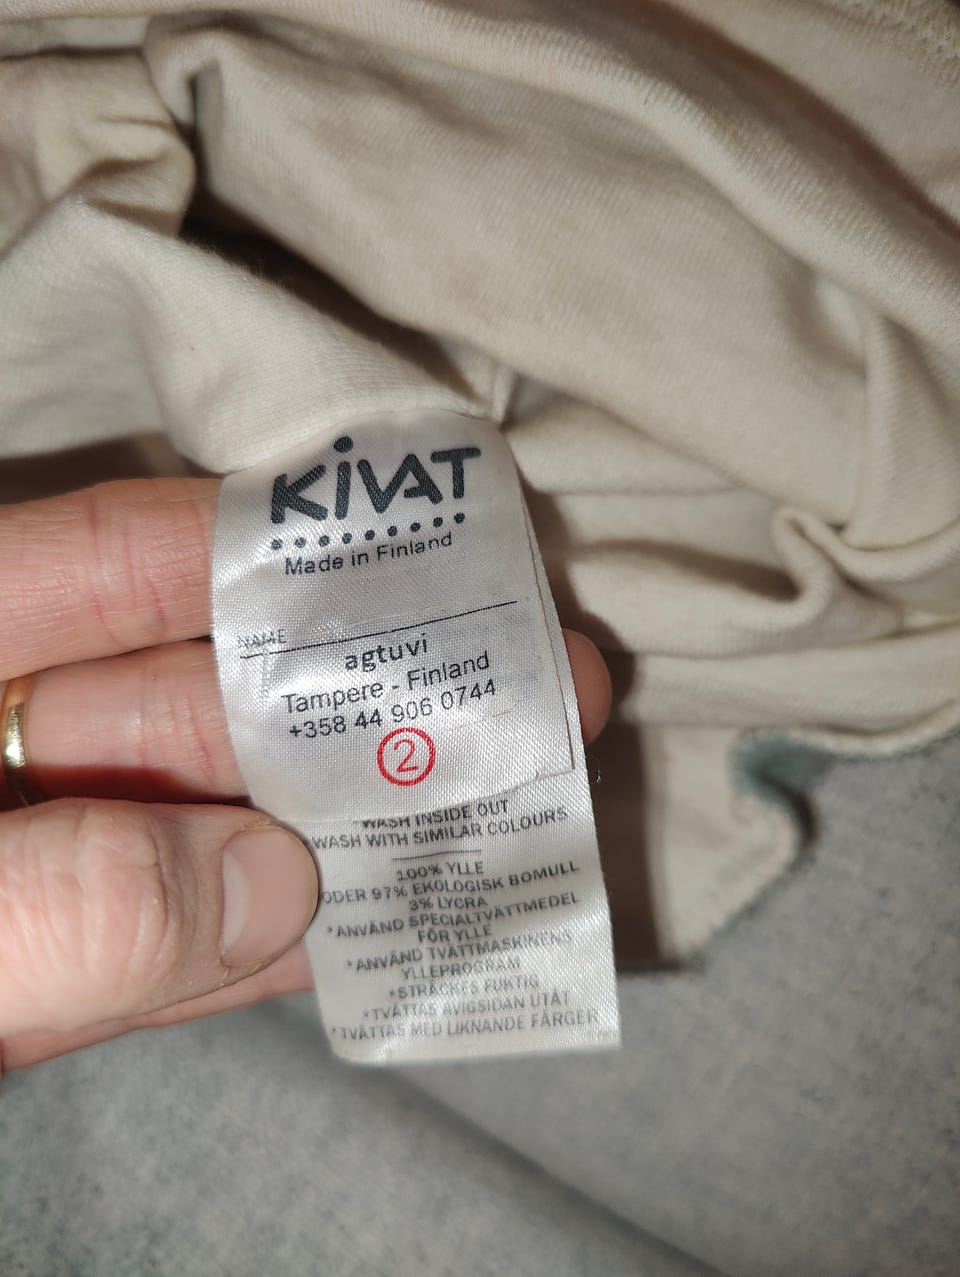 KiVAT
Made in Finland
NAME
agtuvi
Tampere - Finland
+358 44 906 0744
2
WASH INSIDE OUT
WASH WITH SIMILAR COLOURS
100% YLLE
ODER 97% EKOLOGISK BOMULL
3% LYCRA
*ANVÄND SPECIALTVÄTTMEDEL
FÖR YLLE
*ANVÄND TVÄTTMASKINENS
YLLEPROGRAM
*STRÄCKES FUKTIG
*TVÄTTAS AVIGSIDAN UTÅT
*TVÄTTAS MED LIKNANDE FÄRGER